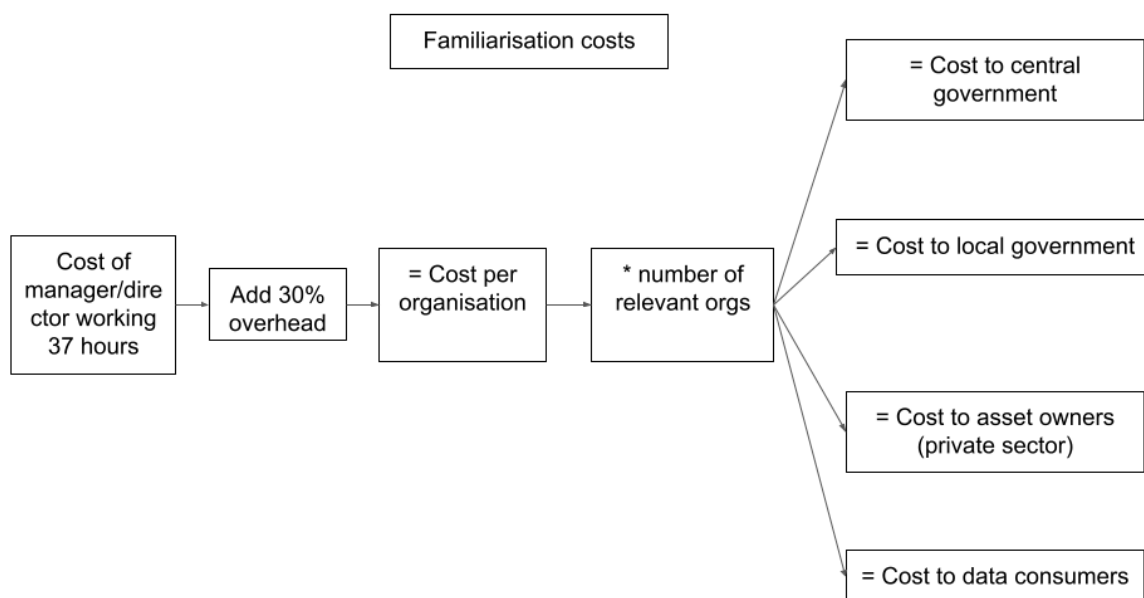 Familiarisation costs
= Cost to central
government
Cost of
manager/dire
ctor working
37 hours
Add 30%
overhead
= Cost per
organisation
* number of
relevant orgs
= Cost to local government
= Cost to asset owners
(private sector)
= Cost to data consumers